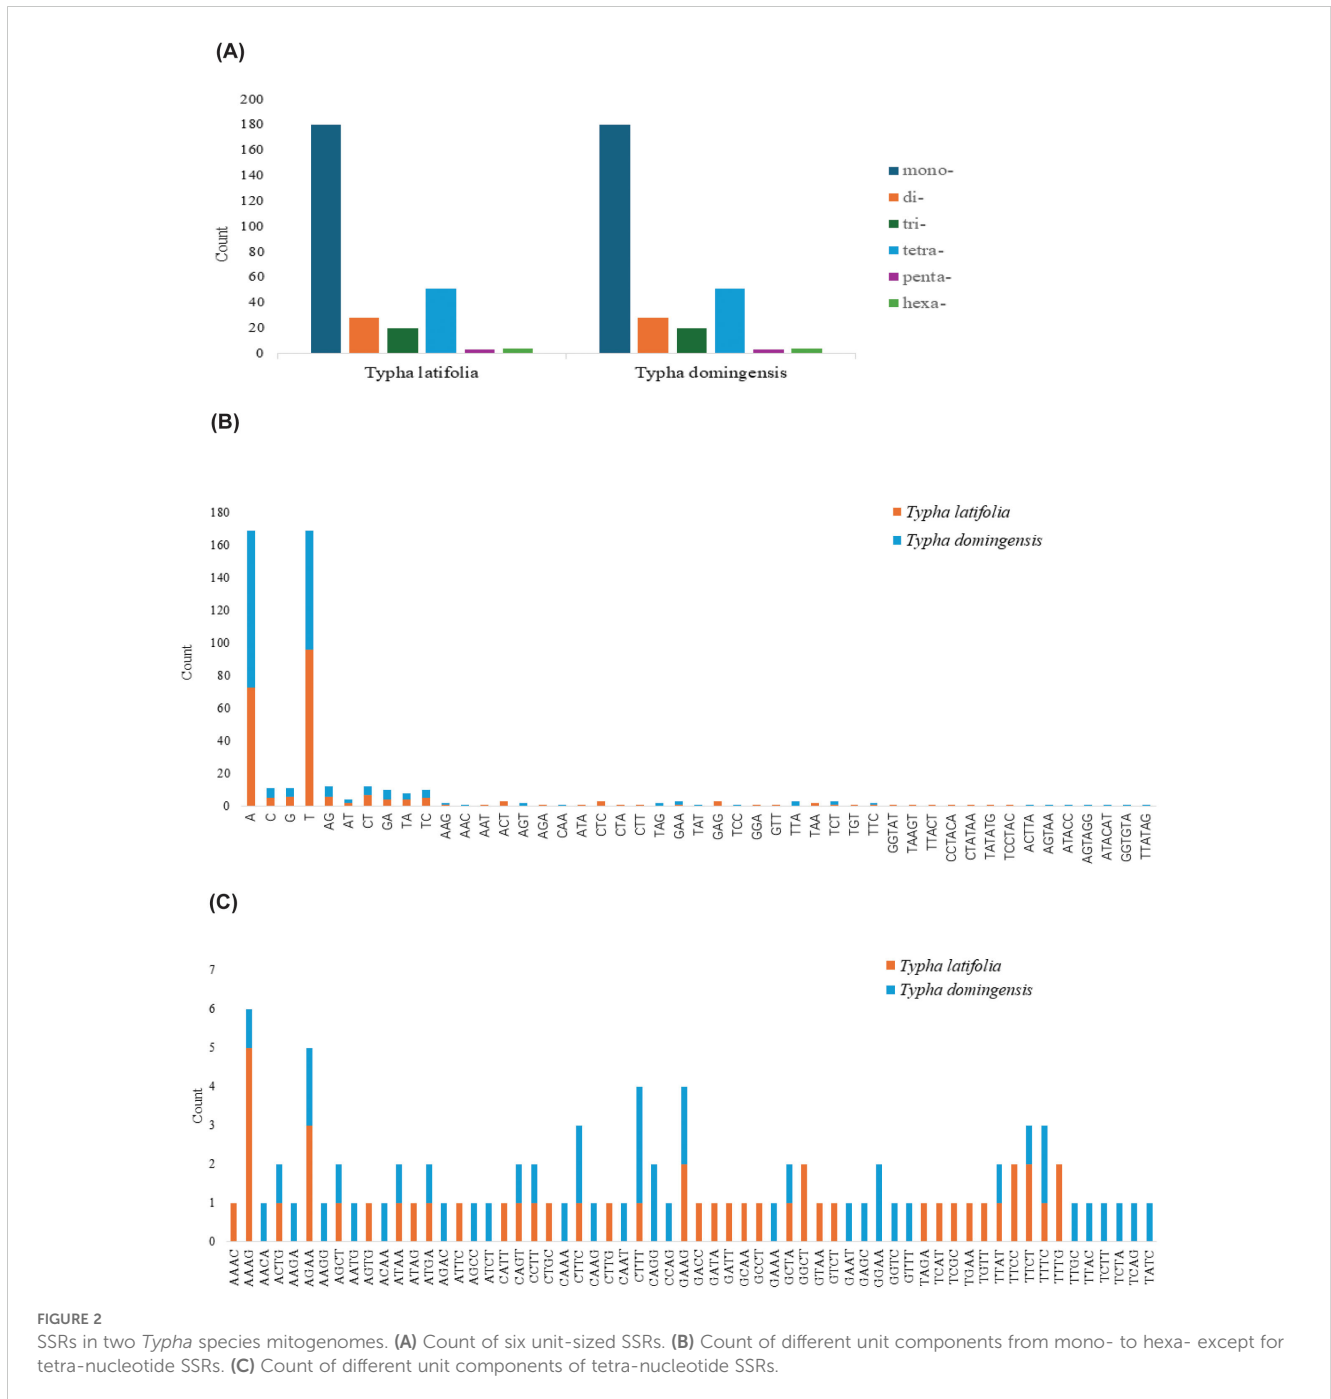 (A)
200
180
160
140
120
100
80
60
40
20
0
Count
Typha latifolia
Typha domingensis
mono-
di-
tri-
tetra-
penta-
hexa-
(B)
180
160
140
120
100
80
60
40
20
0
Count
Typha latifolia
Typha domingensis
A C G T AG AT CT GA TA TC AAG AAC AAT ACT AGT AGA CAA ATA CTC CTA CTT TAG GAA TAT GAG TCC GGA GTT TTA TAA TCT TGT TTC GGTAT TAAGT TTACT CCTACA CTATAA TATATG TCCTAC ACTTA AGTAA ATACC AGTAGG ATACAT GGTGTA TTATAG
(C)
7
6
5
4
3
2
1
0
Count
Typha latifolia
Typha domingensis
AAAC AAAG AACA ACTG AAGA AGAA AAGG AGCT AATG AGTG ACAA ATAA ATAG ATGA AGAC ATTC AGCC ATCT CATT CAGT CCTT CTGC CAAA CTTC CAAG CTTG CAAT CTTT CAGG CCAG GAAG GACC GATA GATT GCAA GCCT GAAA GCTA GGCT GTAA GTCT GAAT GAGC GGAA GGTC GTTT TAGA TCAT TCGC TGAA TGTT TTAT TTCC TTCT TTTC TTTG TTGC TTAC TCTT TCTA TCAG TATC
FIGURE 2
SSRs in two Typha species mitogenomes. (A) Count of six unit-sized SSRs. (B) Count of different unit components from mono- to hexa- except for
tetra-nucleotide SSRs. (C) Count of different unit components of tetra-nucleotide SSRs.